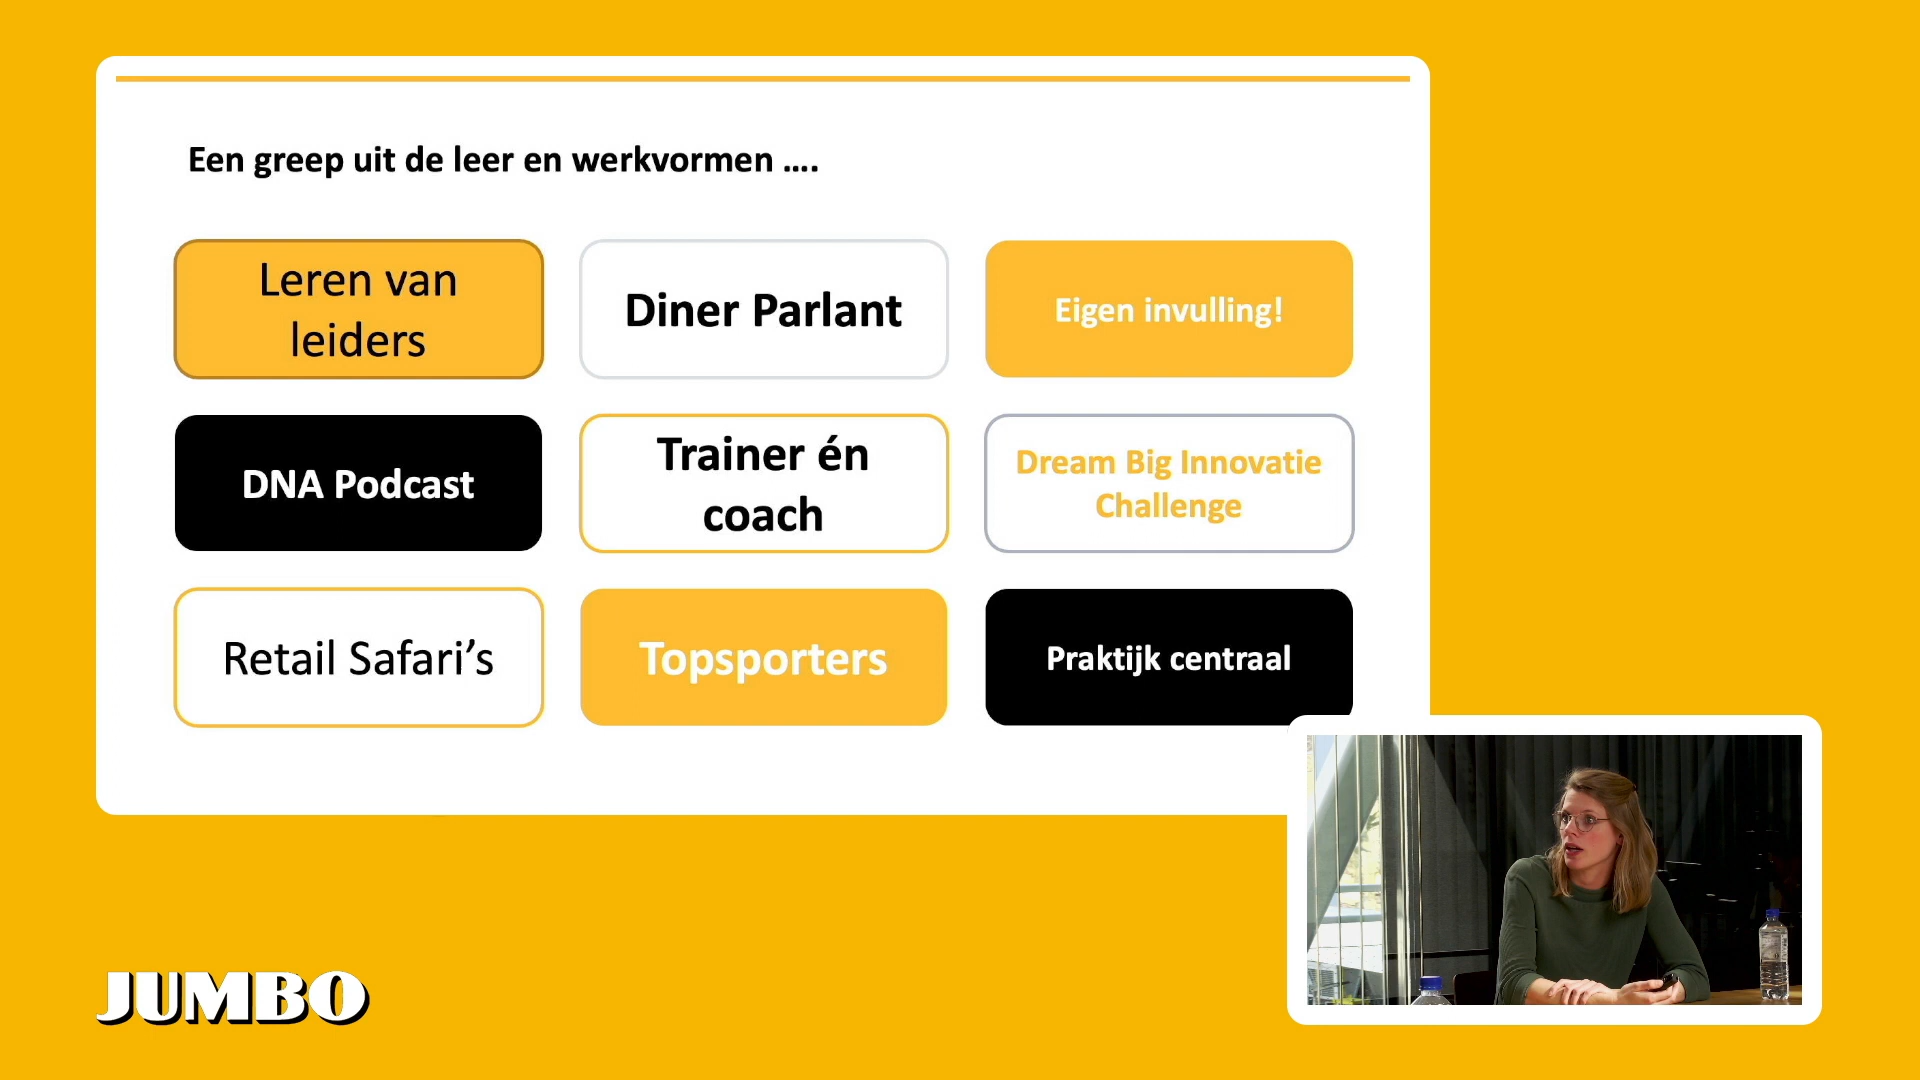 Een greep uit de leer en werkvormen ....
Leren van
leiders
Diner Parlant
Eigen invulling!
DNA Podcast
Trainer én
coach
Dream Big Innovatie
Challenge
Retail Safari’s
Topsporters
Praktijk centraal
JUMBO